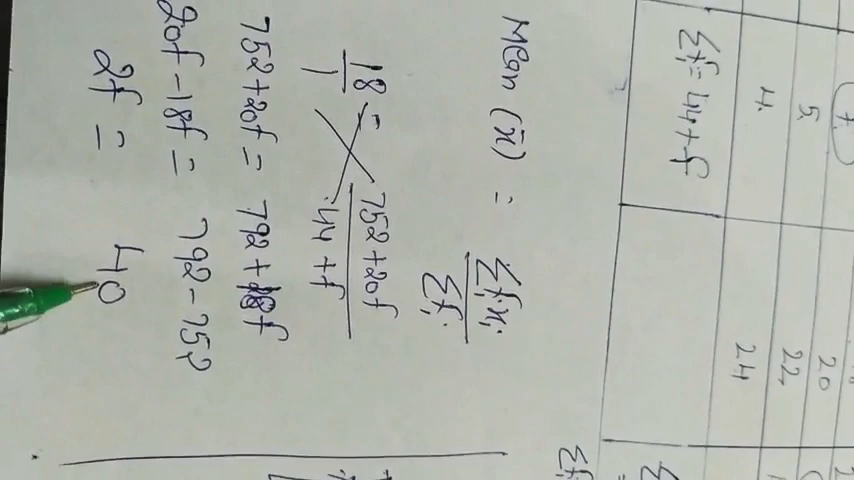 f. 20
5 22
4. 24
Σfᵢ = 44 + f
Σfᵢ
Mean (x̄) = Σfᵢxᵢ / Σfᵢ
18 / 1 = 752 + 20f / 44 + f
752 + 20f = 792 + 18f
20f - 18f = 792 - 752
2f = 40